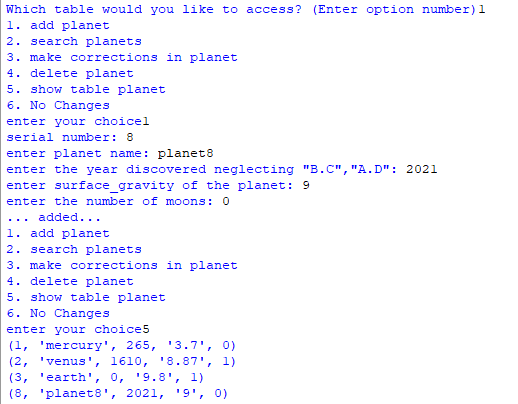 Which table would you like to access? (Enter option number)1
1. add planet
2. search planets
3. make corrections in planet
4. delete planet
5. show table planet
6. No Changes
enter your choice1
serial number: 8
enter planet name: planet8
enter the year discovered neglecting "B.C","A.D": 2021
enter surface_gravity of the planet: 9
enter the number of moons: 0
... added...
1. add planet
2. search planets
3. make corrections in planet
4. delete planet
5. show table planet
6. No Changes
enter your choice5
(1, 'mercury', 265, '3.7', 0)
(2, 'venus', 1610, '8.87', 1)
(3, 'earth', 0, '9.8', 1)
(8, 'planet8', 2021, '9', 0)